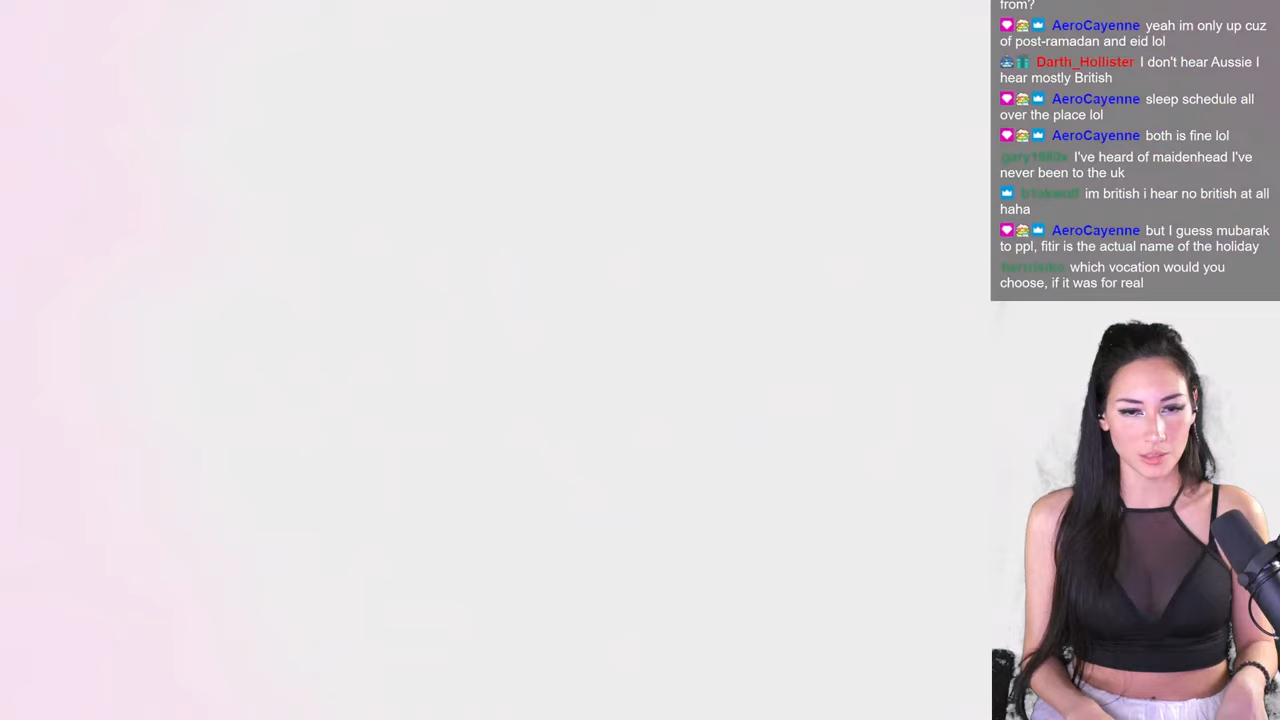 from?
AeroCayenne yeah im only up cuz
of post-ramadan and eid lol
Darth_Hollister I don't hear Aussie I
hear mostly British
AeroCayenne sleep schedule all
over the place lol
AeroCayenne both is fine lol
I've heard of maidenhead I've
never been to the uk
im british i hear no british at all
haha
AeroCayenne but I guess mubarak
to ppl, fitir is the actual name of the holiday
which vocation would you
choose, if it was for real